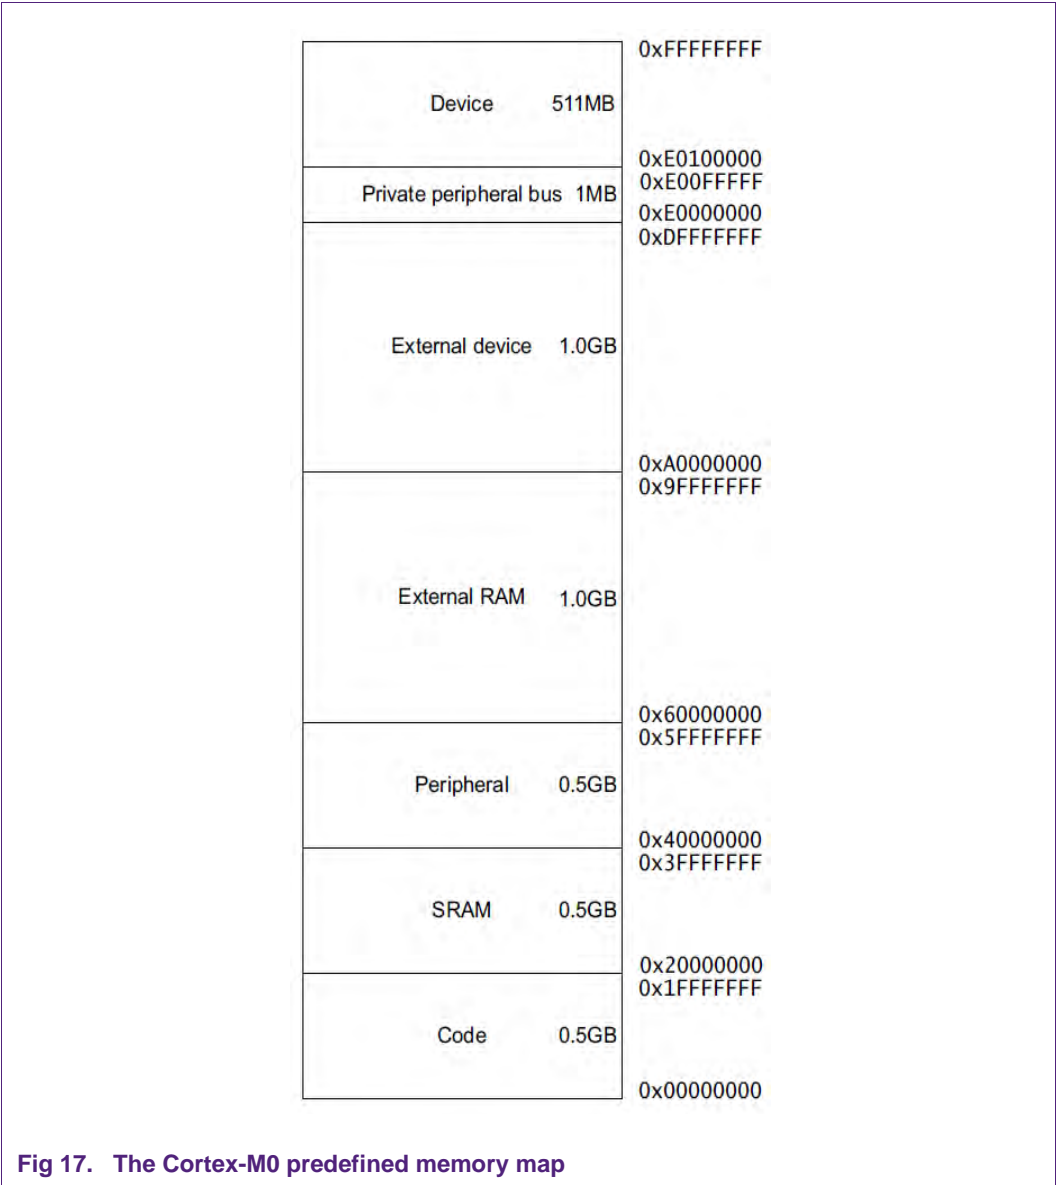 0xFFFFFFFF
Device 511MB
0xE0100000
0xE00FFFFF
Private peripheral bus 1MB
0xE0000000
0xDFFFFFFF
External device 1.0GB
0xA0000000
0x9FFFFFFF
External RAM 1.0GB
0x60000000
0x5FFFFFFF
Peripheral 0.5GB
0x40000000
0x3FFFFFFF
SRAM 0.5GB
0x20000000
0x1FFFFFFF
Code 0.5GB
0x00000000
Fig 17. The Cortex-M0 predefined memory map